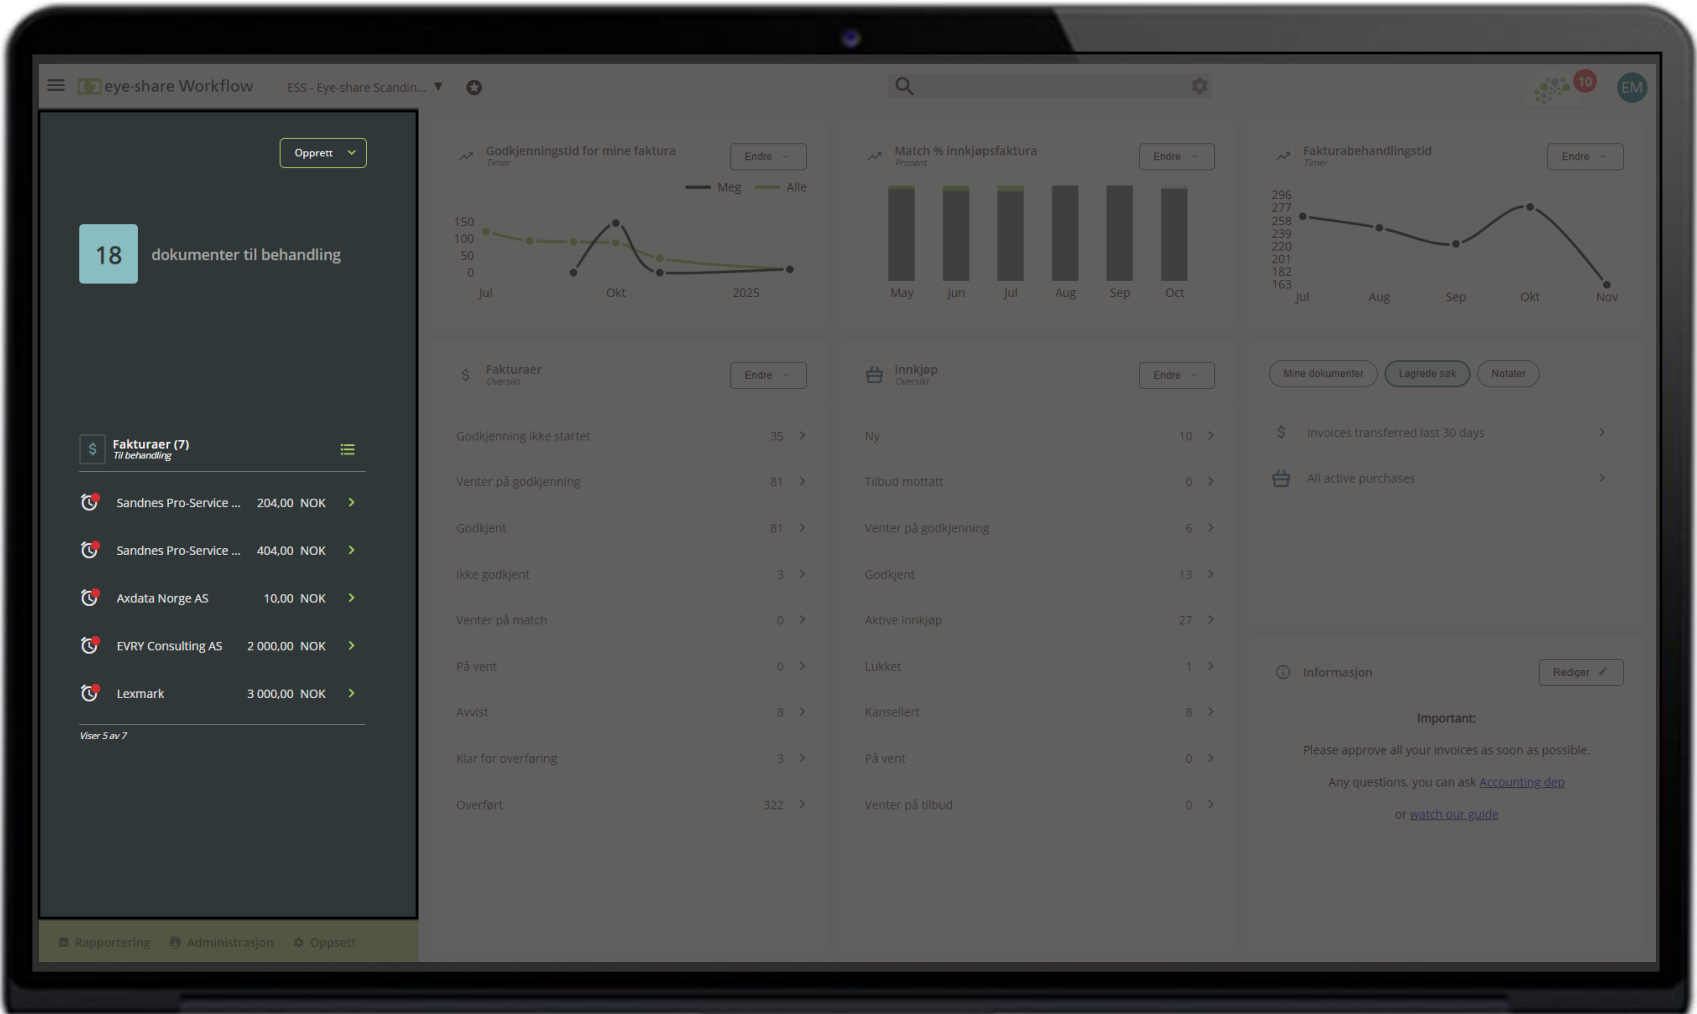 eye-share Workflow
ESS - Eye-share Scandin...
10
EM
Opprett
18
dokumenter til behandling
Fakturaer (7)
Til behandling
Sandnes Pro-Service ... 204,00 NOK
Sandnes Pro-Service ... 404,00 NOK
Axdata Norge AS 10,00 NOK
EVRY Consulting AS 2 000,00 NOK
Lexmark 3 000,00 NOK
Viser 5 av 7
Rapportering
Administrasjon
Oppsett
Godkjenningstid for mine faktura
Timer
Endre
Meg
Alle
150
100
50
0
Jul
Okt
2025
Match % innkjøpsfaktura
Prosent
Endre
May
Jun
Jul
Aug
Sep
Oct
Fakturabehandlingstid
Timer
Endre
296
277
258
239
220
201
182
163
Jul
Aug
Sep
Okt
Nov
Fakturaer
Oversikt
Endre
Godkjenning ikke startet 35
Venter på godkjenning 81
Godkjent 81
Ikke godkjent 3
Venter på match 0
På vent 0
Avvist 8
Klar for overføring 3
Overført 322
Innkjøp
Oversikt
Endre
Ny 10
Tilbud mottatt 0
Venter på godkjenning 6
Godkjent 13
Aktive innkjøp 27
Lukket 1
Kansellert 8
På vent 0
Venter på tilbud 0
Mine dokumenter
Lagrede søk
Notater
$ Invoices transferred last 30 days
All active purchases
Informasjon
Rediger
Important:
Please approve all your invoices as soon as possible.
Any questions, you can ask Accounting dep
or watch our guide